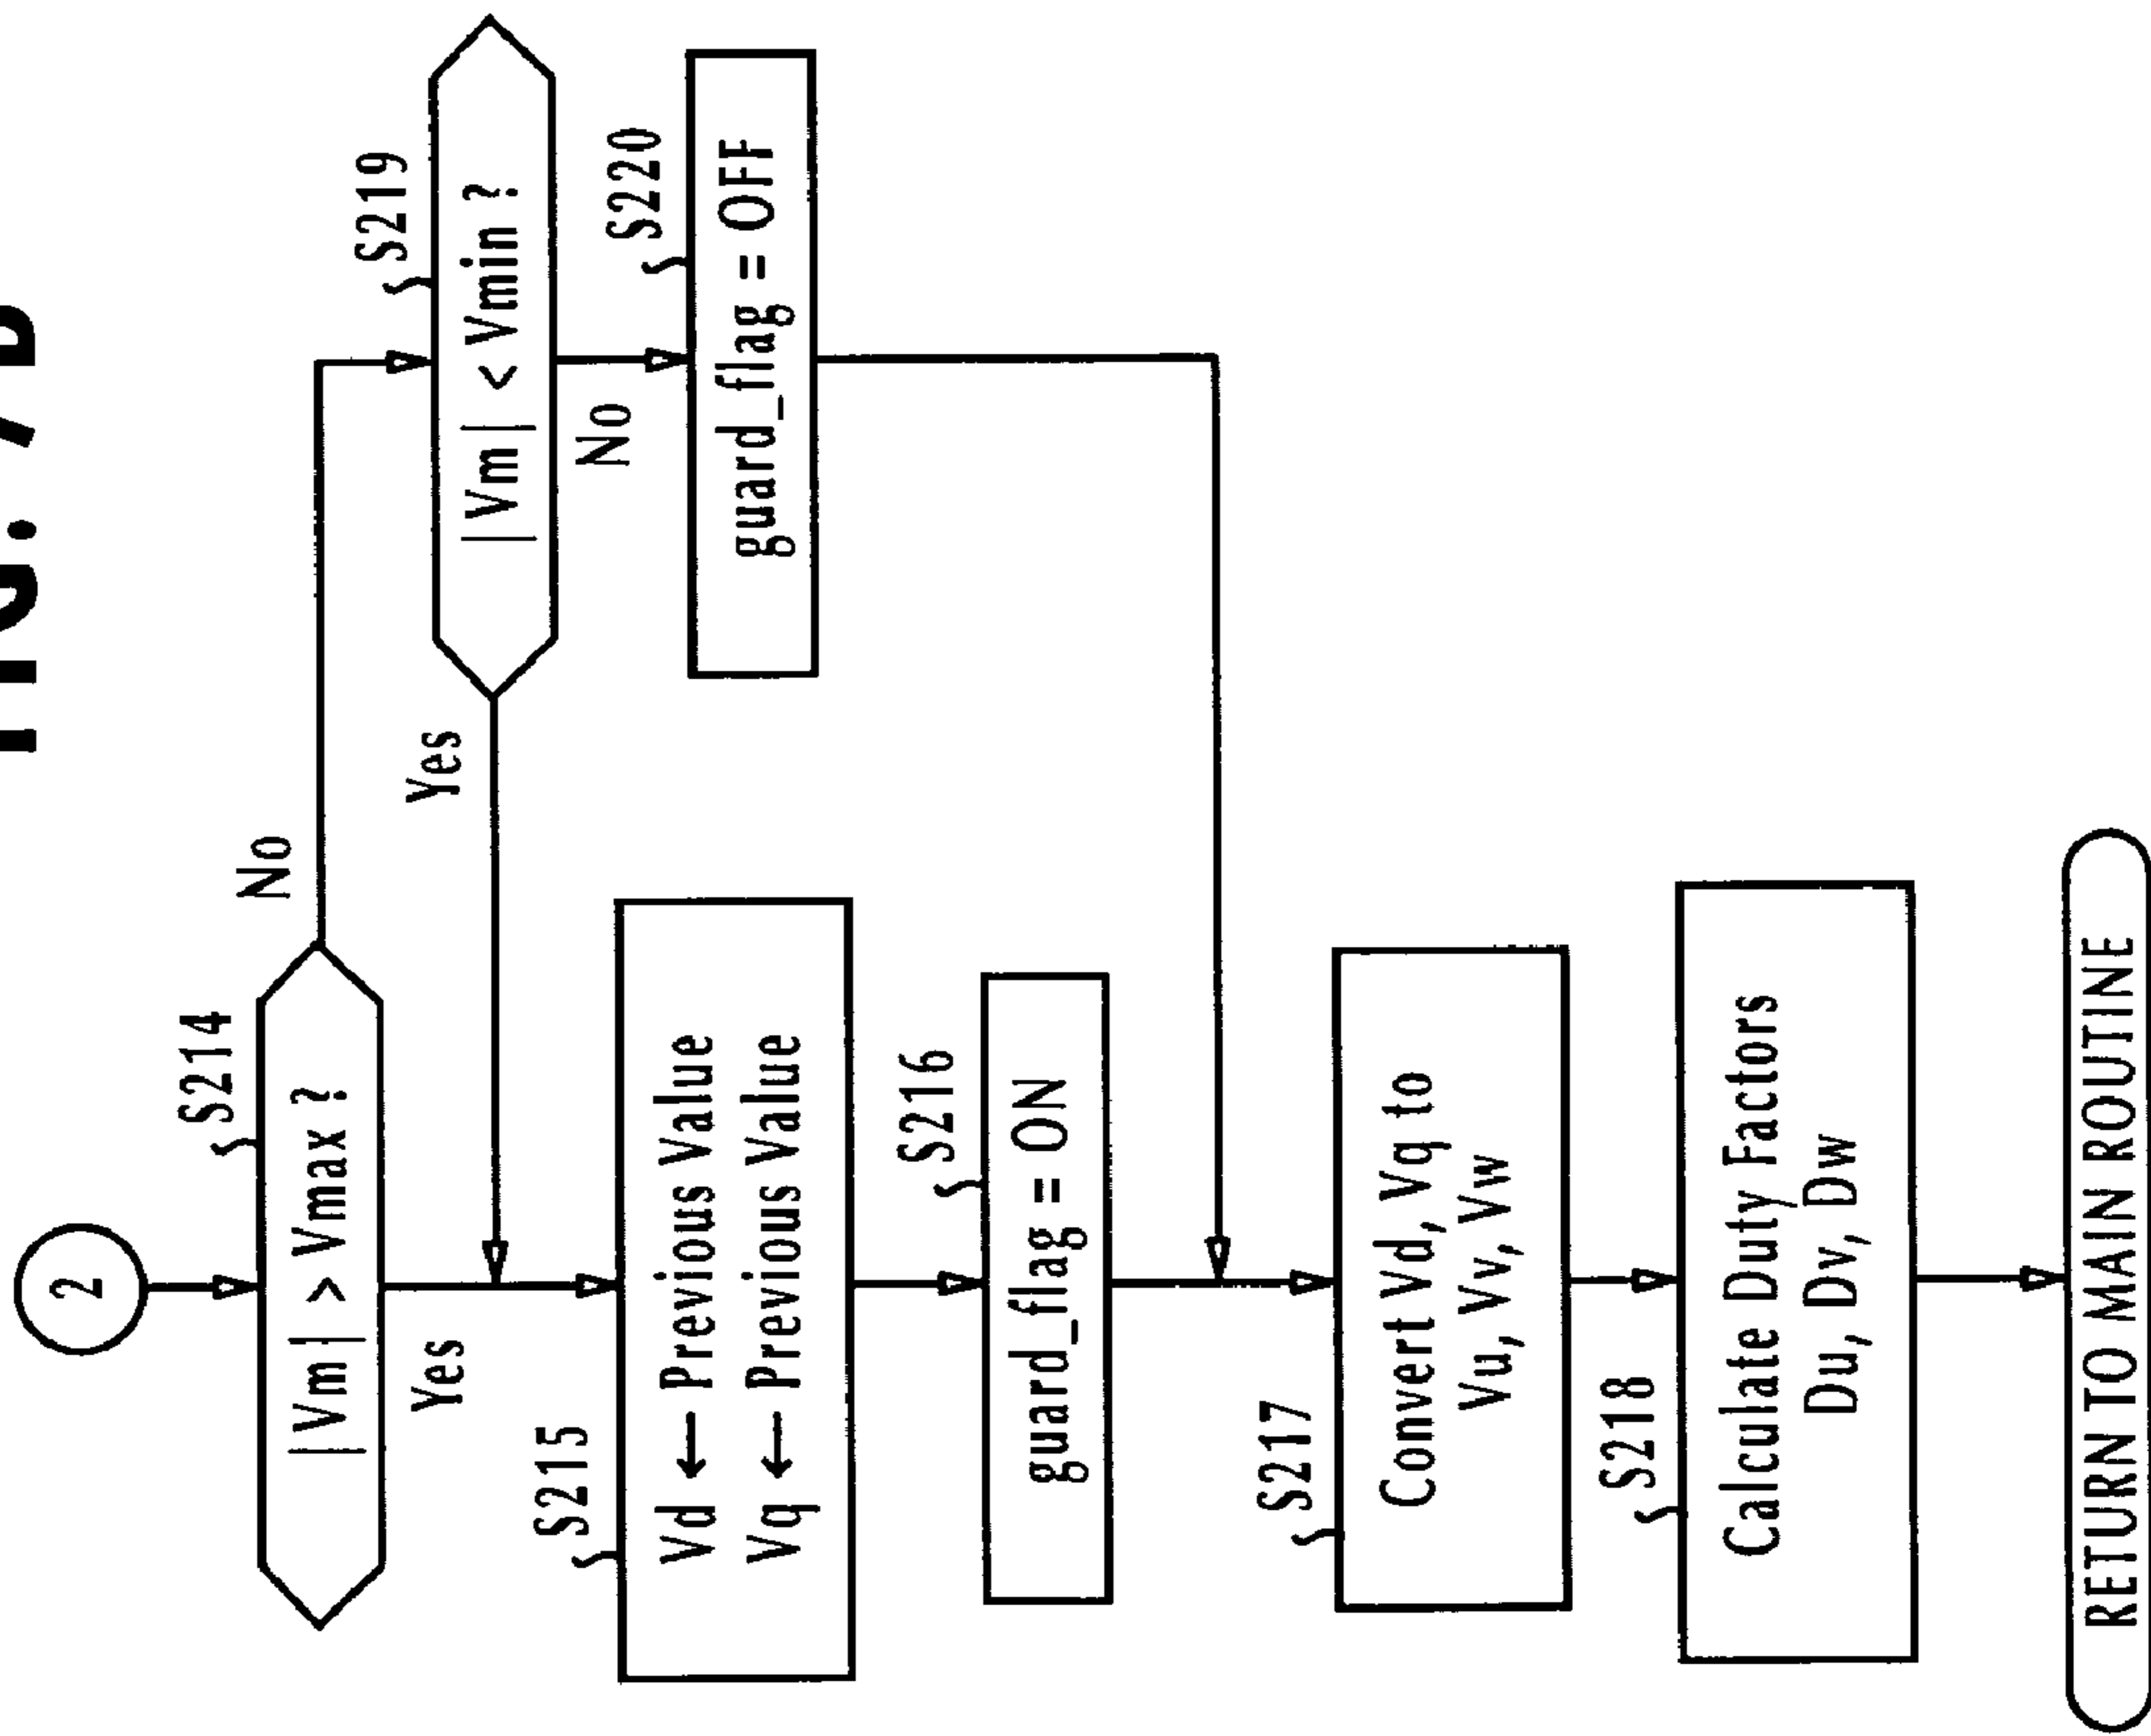 2
S214
|Vm| > Vmax ?
No
Yes
S219
|Vm| < Vmin ?
Yes
No
S215
Vd ← Previous Value
Vq ← Previous Value
S220
guard_flag = OFF
S216
guard_flag = ON
S217
Convert Vd, Vq to
Vu, Vv, Vw
S218
Calculate Duty Factors
Du, Dv, Dw
RETURN TO MAIN ROUTINE